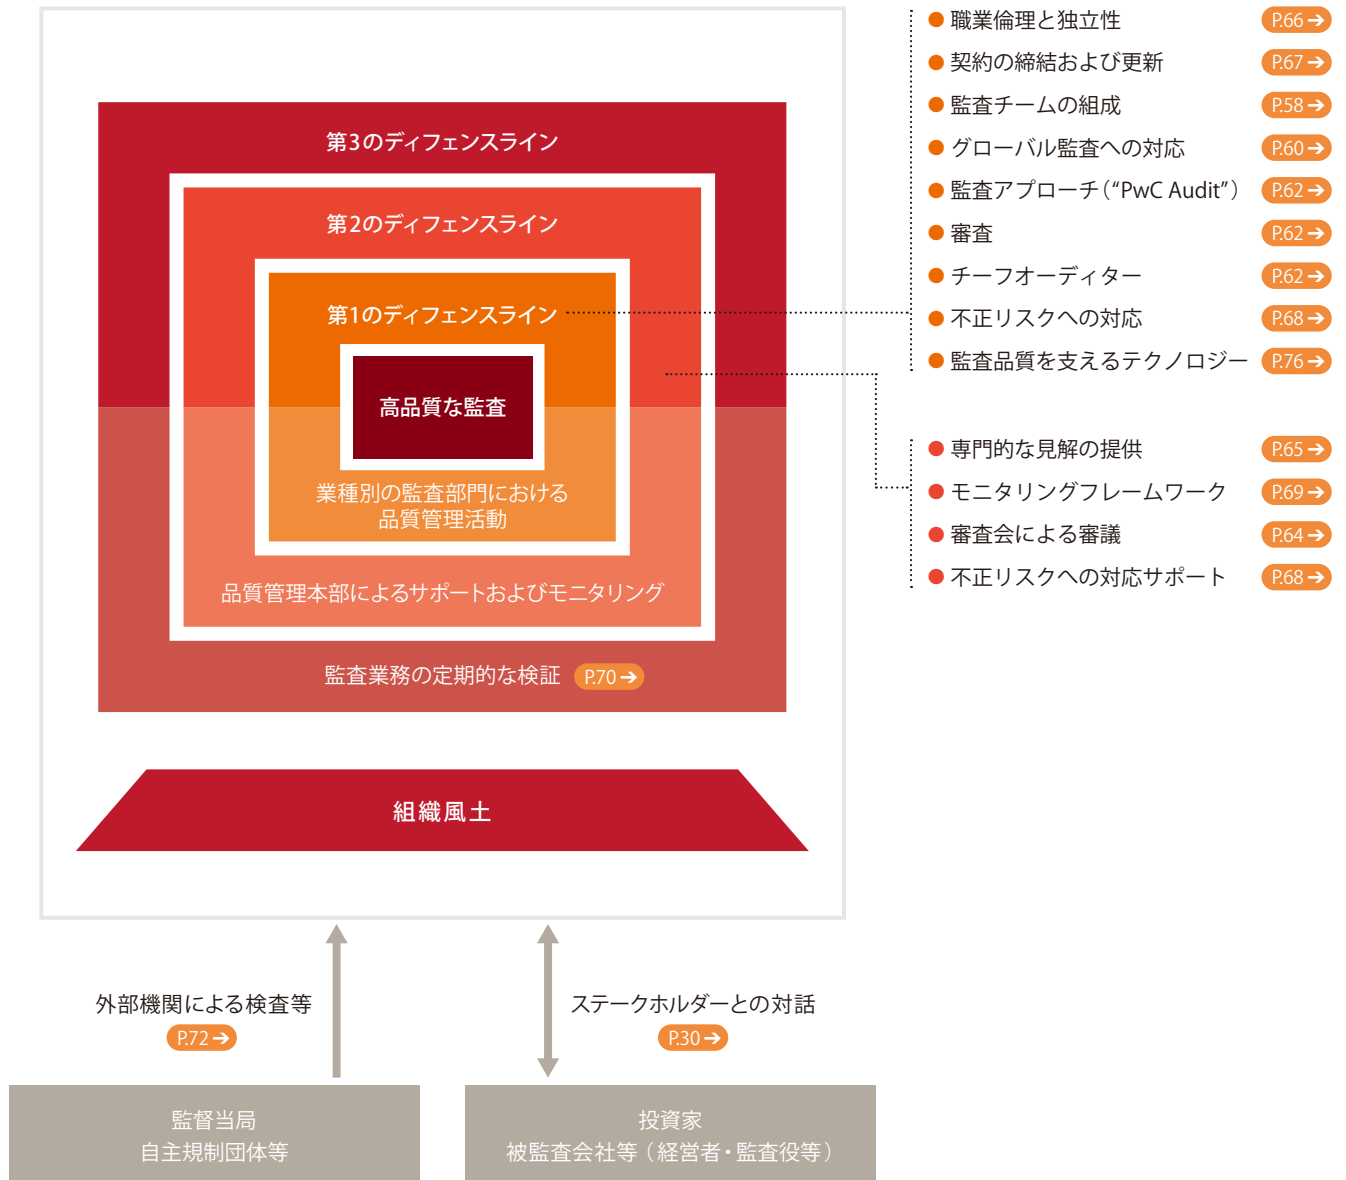 第3のディフェンスライン
第2のディフェンスライン
第1のディフェンスライン
高品質な監査
業種別の監査部門における
品質管理活動
品質管理本部によるサポートおよびモニタリング
監査業務の定期的な検証 P.70→
組織風土
● 職業倫理と独立性 P.66→
● 契約の締結および更新 P.67→
● 監査チームの組成 P.58→
● グローバル監査への対応 P.60→
● 監査アプローチ（“PwC Audit”） P.62→
● 審査 P.62→
● チーフオーディター P.62→
● 不正リスクへの対応 P.68→
● 監査品質を支えるテクノロジー P.76→
● 専門的な見解の提供 P.65→
● モニタリングフレームワーク P.69→
● 審査会による審議 P.64→
● 不正リスクへの対応サポート P.68→
外部機関による検査等
P.72→
ステークホルダーとの対話
P.30→
監督当局
自主規制団体等
投資家
被監査会社等（経営者・監査役等）